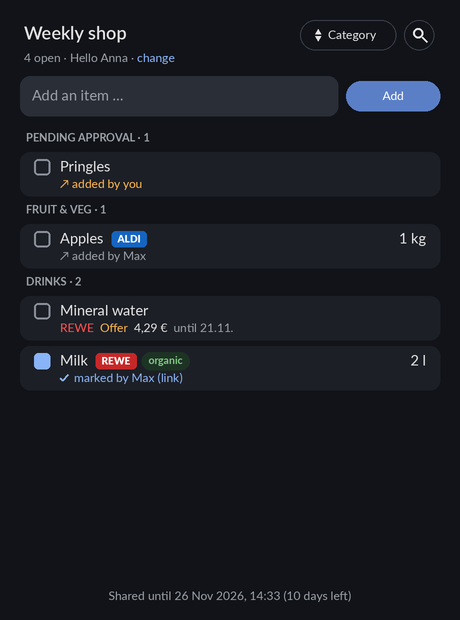 Weekly shop
Category
4 open · Hello Anna · change
Add an item ...
Add
PENDING APPROVAL · 1
Pringles
↗ added by you
FRUIT & VEG · 1
Apples ALDI 1 kg
↗ added by Max
DRINKS · 2
Mineral water
REWE Offer 4,29 € until 21.11.
Milk REWE organic 2 l
✓ marked by Max (link)
Shared until 26 Nov 2026, 14:33 (10 days left)